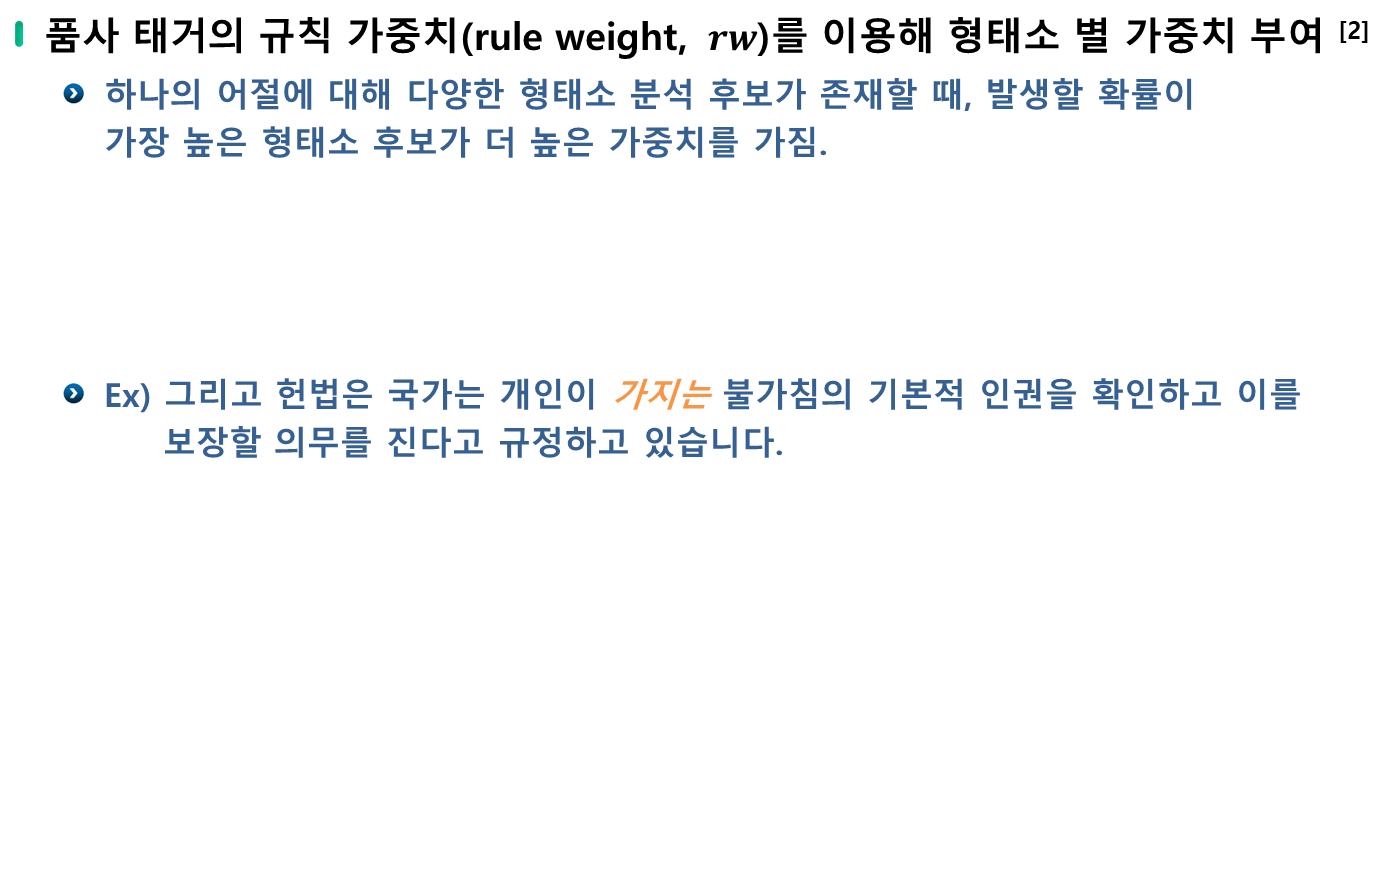 품사 태거의 규칙 가중치(rule weight, rw)를 이용해 형태소 별 가중치 부여 [2]
하나의 어절에 대해 다양한 형태소 분석 후보가 존재할 때, 발생할 확률이
가장 높은 형태소 후보가 더 높은 가중치를 가짐.
Ex) 그리고 헌법은 국가는 개인이 가지는 불가침의 기본적 인권을 확인하고 이를
보장할 의무를 진다고 규정하고 있습니다.